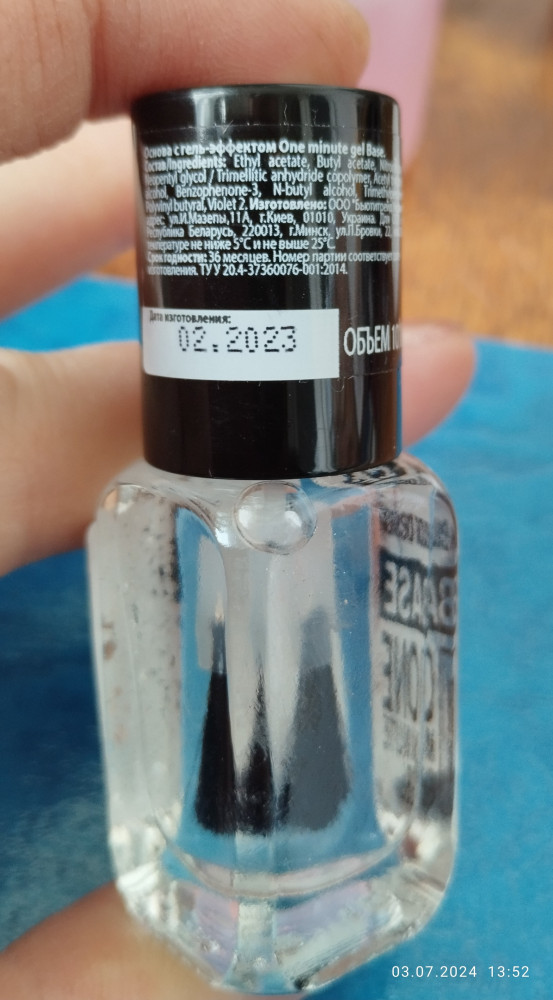 Основа с гель-эффектом One minute gel Base.
Состав/Ingredients: Ethyl acetate, Butyl acetate,
Neopentyl glycol / Trimellitic anhydride copolymer, Acetyl
alcohol, Benzophenone-3, N-butyl alcohol,
Polyvinyl butyral, Violet 2. Изготовлено: ООО
адрес: ул.И.Мазепы,11А, г.Киев, 01010, Украина.
Республика Беларусь, 220013, г.Минск, ул.П.Бровки, 22,
температуре не ниже 5°С и не выше 25°С.
Срок годности: 36 месяцев. Номер партии соответствует
изготовления. ТУ У 20.4-37360076-001:2014.
Дата изготовления:
02.2023
ОБЪЕМ
BASE
ONE
03.07.2024 13:52